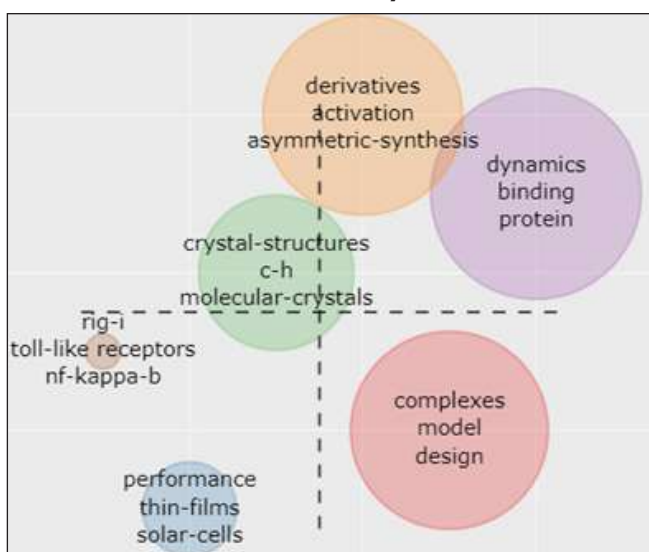 derivatives
activation
asymmetric-synthesis
dynamics
binding
protein
crystal-structures
c-h
molecular-crystals
rig-i
toll-like receptors
nf-kappa-b
complexes
model
design
performance
thin-films
solar-cells